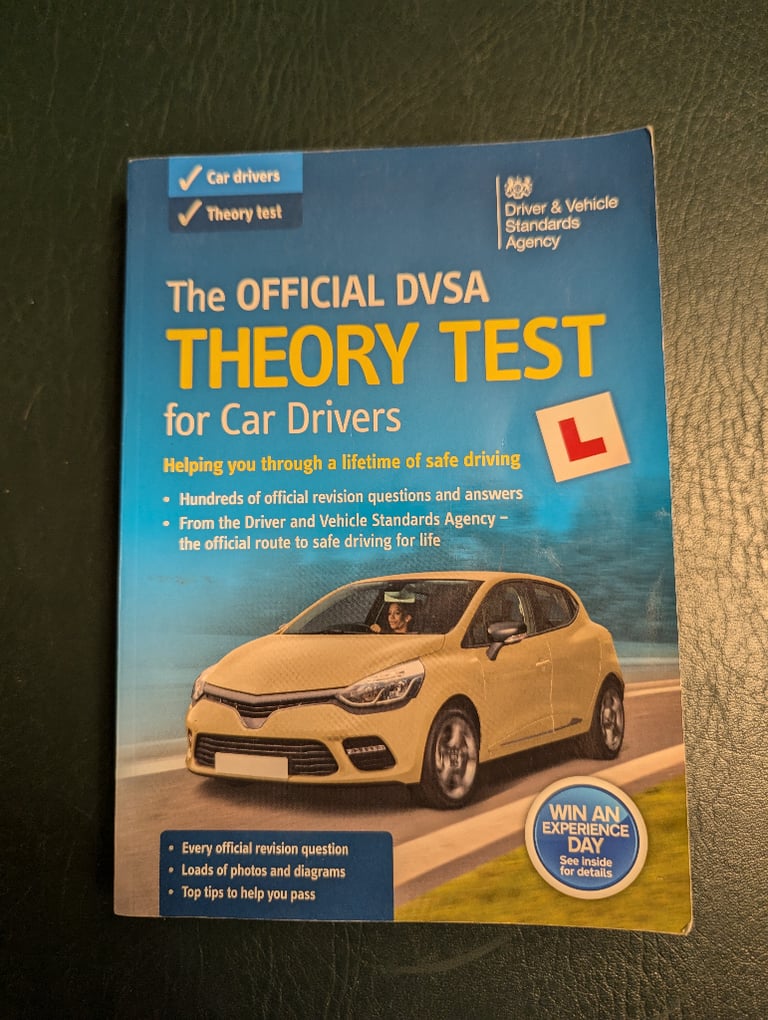 Car drivers
Theory test
Driver & Vehicle
Standards
Agency
The OFFICIAL DVSA
THEORY TEST
for Car Drivers
L
Helping you through a lifetime of safe driving
• Hundreds of official revision questions and answers
• From the Driver and Vehicle Standards Agency –
the official route to safe driving for life
WIN AN
EXPERIENCE
DAY
See inside
for details
• Every official revision question
• Loads of photos and diagrams
• Top tips to help you pass